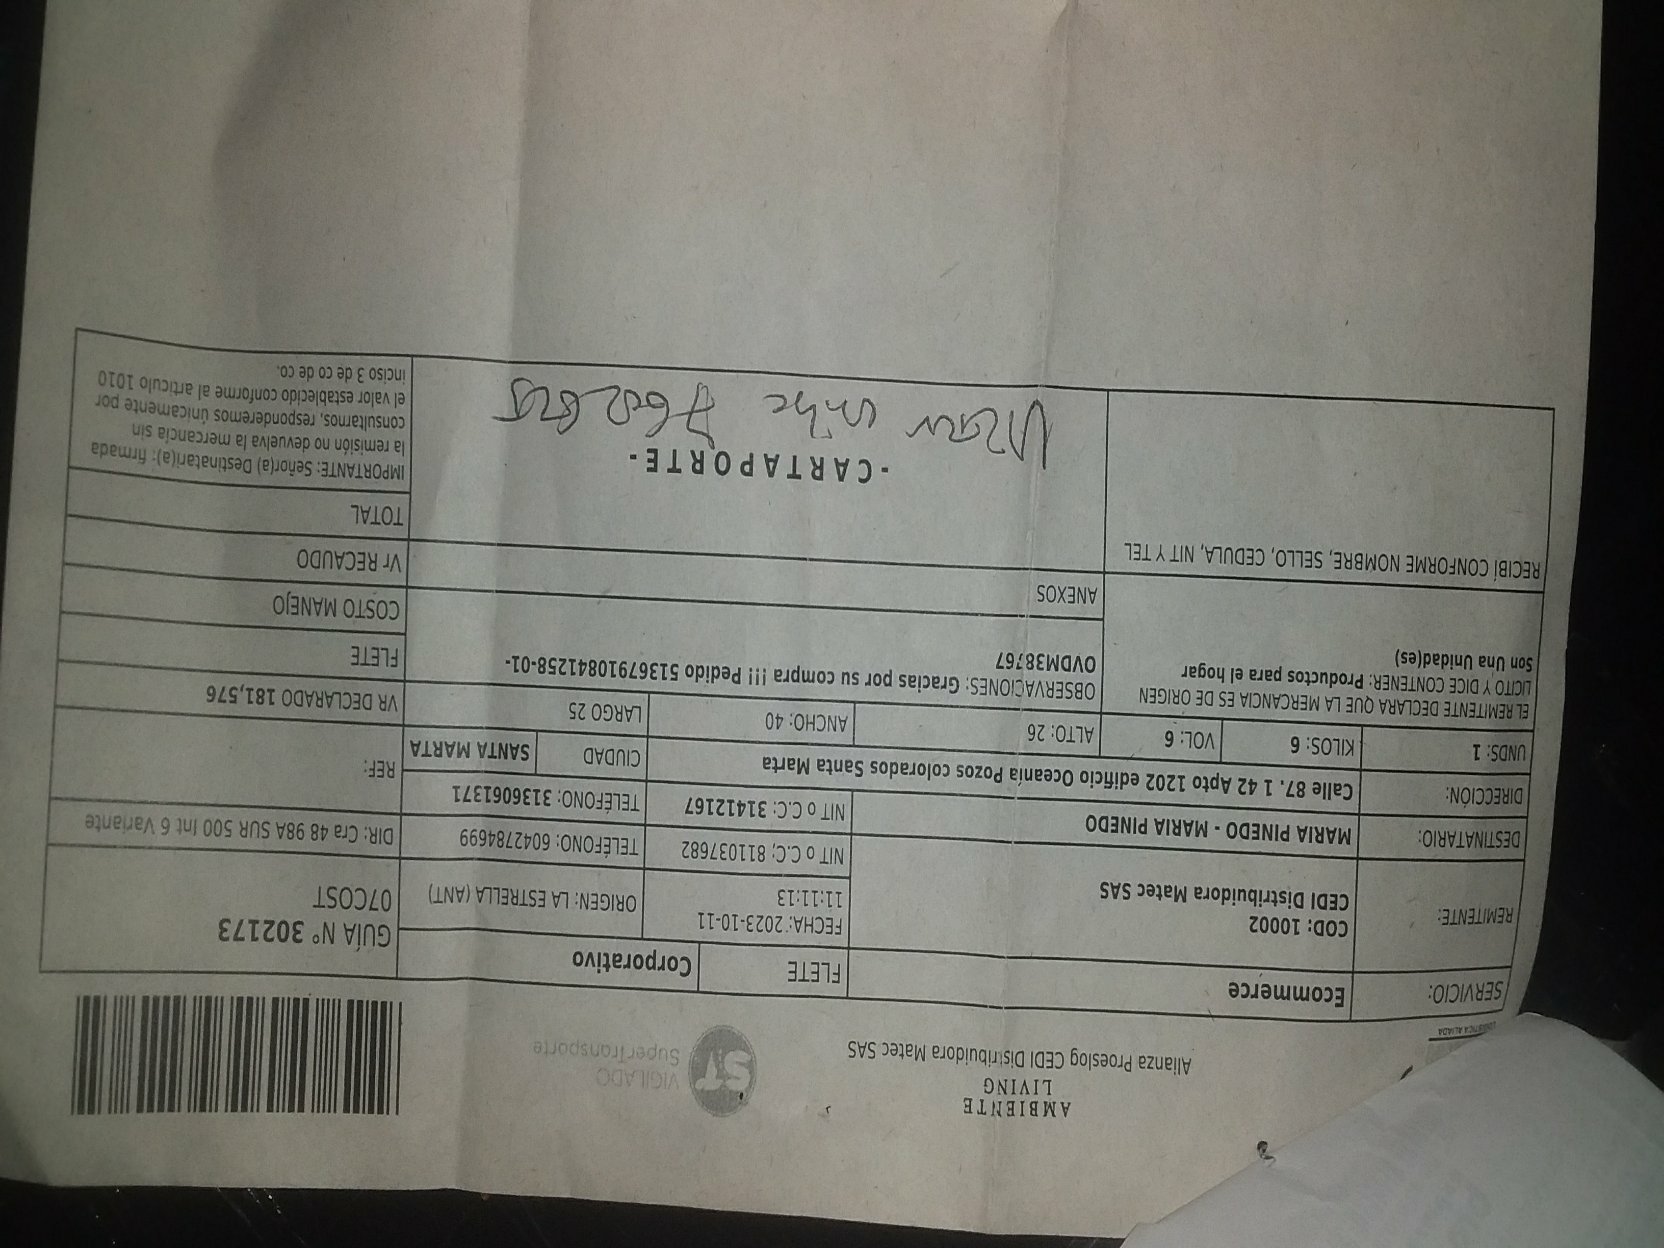 AMBIENTE
LIVING
Alianza Proeslog CEDI Distribuidora Matec SAS
ST
VIGILADO
Supertransporte
SERVICIO: Ecommerce FLETE Corporativo
GUÍA N° 302173
07COST
REMITENTE: COD: 10002
CEDI Distribuidora Matec SAS
FECHA: 2023-10-11
11:11:13
ORIGEN: LA ESTRELLA (ANT)
NIT o C.C: 811037682 TELÉFONO: 6042784699
DIR: Cra 48 98A SUR 500 Int 6 Variante
DESTINATARIO: MARIA PINEDO - MARIA PINEDO NIT o C.C: 31412167 TELÉFONO: 3136061371
REF:
DIRECCIÓN: Calle 87. 1 42 Apto 1202 edificio Oceanía Pozos colorados Santa Marta CIUDAD SANTA MARTA
UNDS: 1 KILOS: 6 VOL: 6 ALTO: 26 ANCHO: 40 LARGO 25
VR DECLARADO 181,576
EL REMITENTE DECLARA QUE LA MERCANCIA ES DE ORIGEN
LICITO Y DICE CONTENER: Productos para el hogar
Son Una Unidad(es)
OBSERVACIONES: Gracias por su compra !!! Pedido 51367910841258-01-
OVDM38767
FLETE
COSTO MANEJO
ANEXOS
Vr RECAUDO
RECIBÍ CONFORME NOMBRE, SELLO, CEDULA, NIT Y TEL
TOTAL
- CARTAPORTE -
IMPORTANTE: Señor(a) Destinatari(a): firmada
la remisión no devuelva la mercancía sin
consultarnos, responderemos únicamente por
el valor establecido conforme al articulo 1010
inciso 3 de co de co.